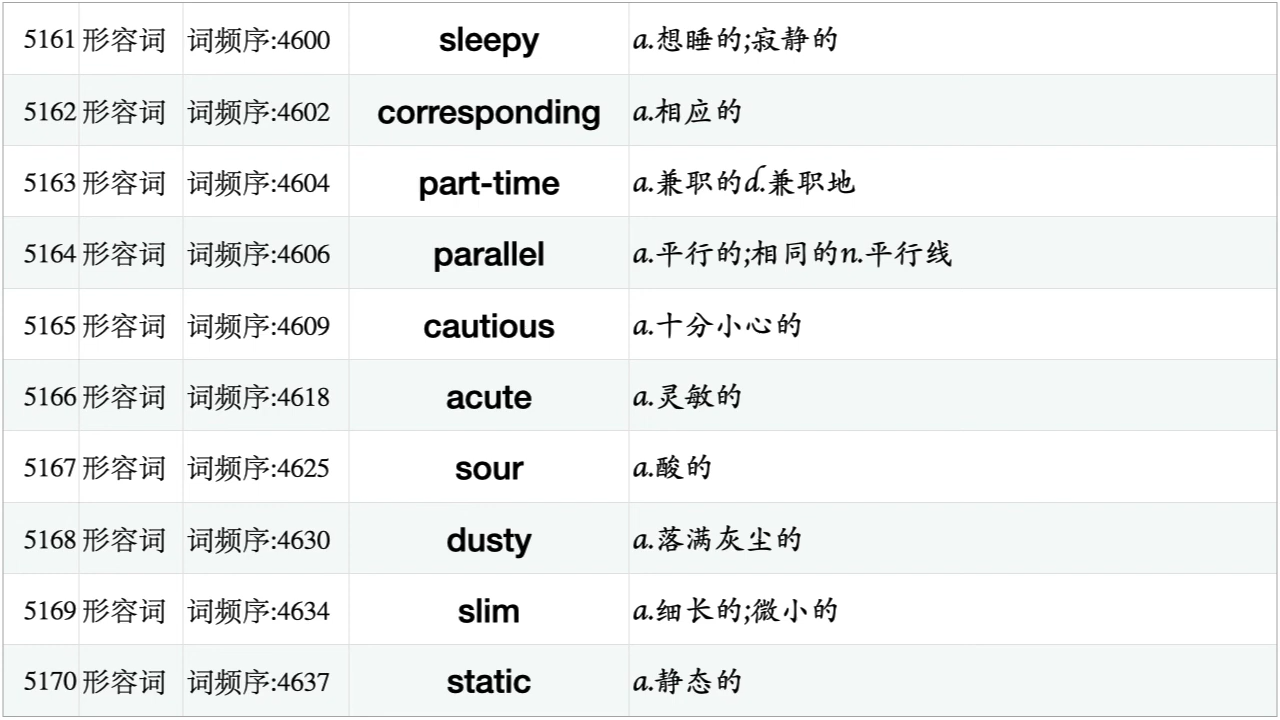 5161 形容词 词频序:4600 sleepy a.想睡的;寂静的
5162 形容词 词频序:4602 corresponding a.相应的
5163 形容词 词频序:4604 part-time a.兼职的d.兼职地
5164 形容词 词频序:4606 parallel a.平行的;相同的n.平行线
5165 形容词 词频序:4609 cautious a.十分小心的
5166 形容词 词频序:4618 acute a.灵敏的
5167 形容词 词频序:4625 sour a.酸的
5168 形容词 词频序:4630 dusty a.落满灰尘的
5169 形容词 词频序:4634 slim a.细长的;微小的
5170 形容词 词频序:4637 static a.静态的